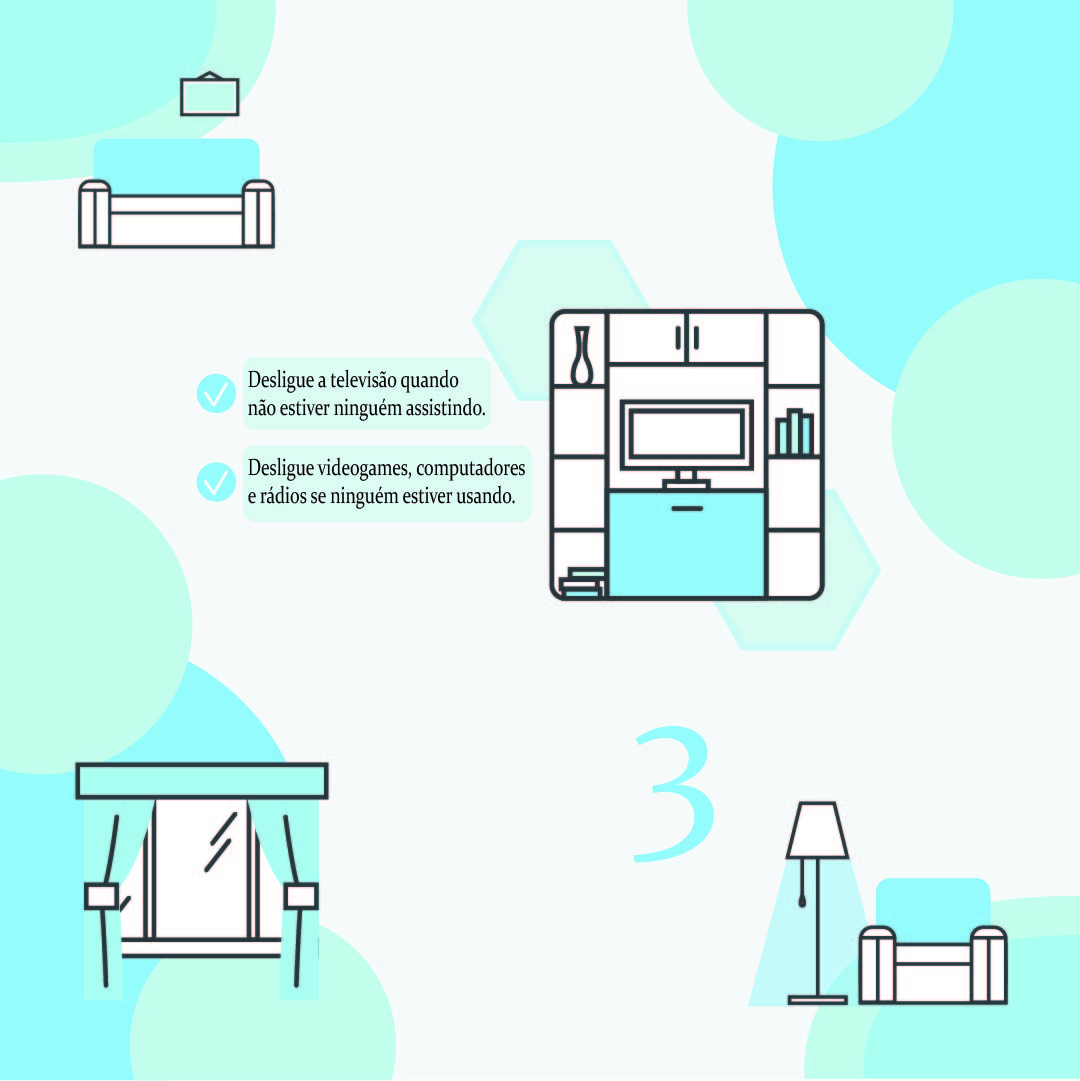 Desligue a televisão quando
não estiver ninguém assistindo.
Desligue videogames, computadores
e rádios se ninguém estiver usando.
3